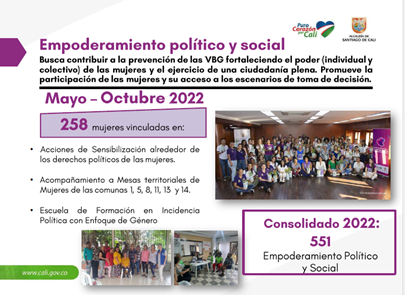 Puro
Corazón
por
Cali
ALCALDÍA DE
SANTIAGO DE CALI
Empoderamiento político y social
Busca contribuir a la prevención de las VBG fortaleciendo el poder (individual y
colectivo) de las mujeres y el ejercicio de una ciudadanía plena. Promueve la
participación de las mujeres y su acceso a los escenarios de toma de decisión.
Mayo – Octubre 2022
258 mujeres vinculadas en:
• Acciones de Sensibilización alrededor de
los derechos políticos de las mujeres.
• Acompañamiento a Mesas territoriales de
Mujeres de las comunas 1, 5, 8, 11, 13 y 14.
• Escuela de Formación en Incidencia
Política con Enfoque de Género
Consolidado 2022:
551
Empoderamiento Político
y Social
www.cali.gov.co